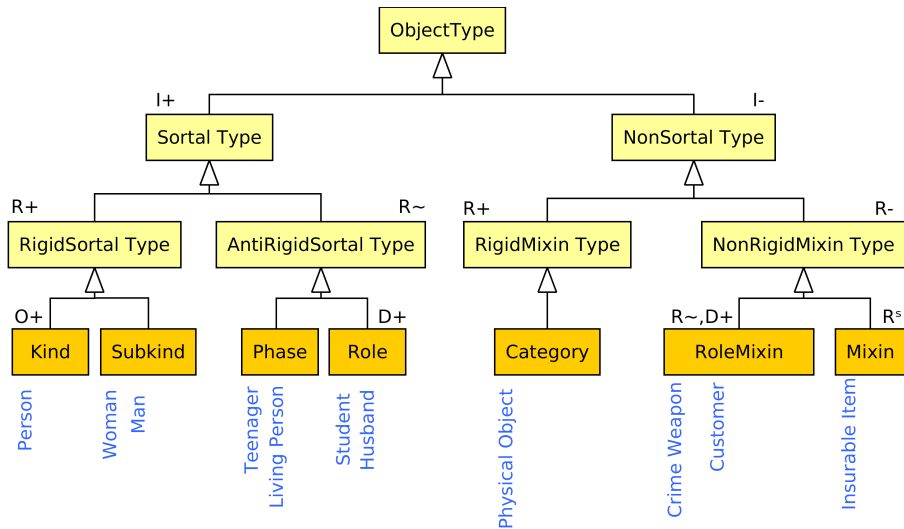 ObjectType
I+
I-
Sortal Type
NonSortal Type
R+
R~
R+
R-
RigidSortal Type
AntiRigidSortal Type
RigidMixin Type
NonRigidMixin Type
O+
D+
R~,D+
Rˢ
Kind
Subkind
Phase
Role
Category
RoleMixin
Mixin
Person
Woman
Man
Teenager
Living Person
Student
Husband
Physical Object
Crime Weapon
Customer
Insurable Item